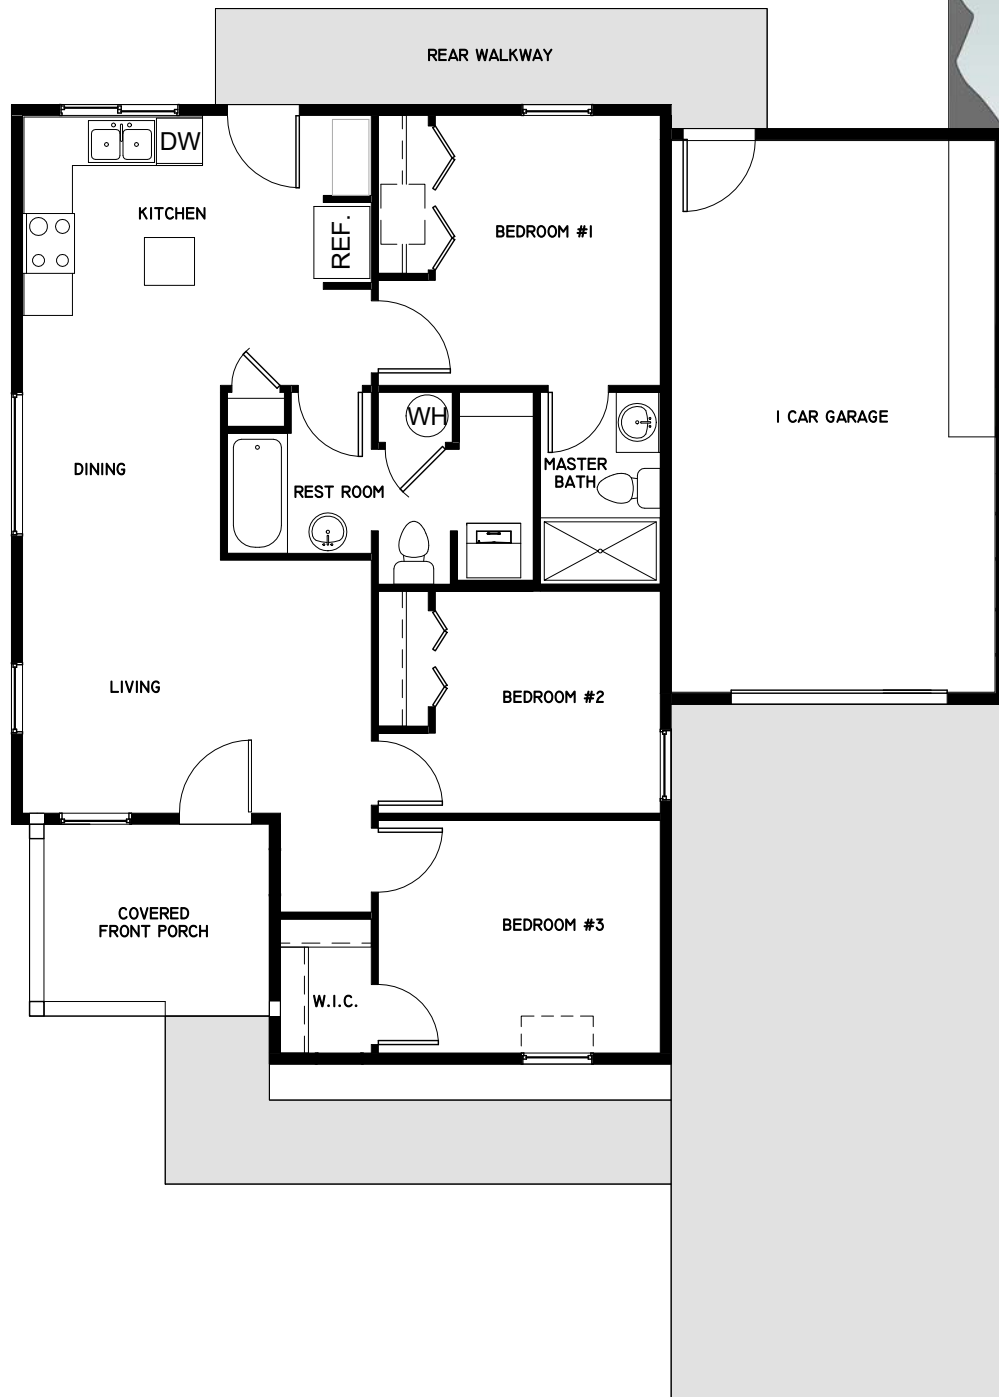 REAR WALKWAY
DW
KITCHEN
REF.
BEDROOM #1
WH
1 CAR GARAGE
DINING
REST ROOM
MASTER
BATH
LIVING
BEDROOM #2
COVERED
FRONT PORCH
BEDROOM #3
W.I.C.